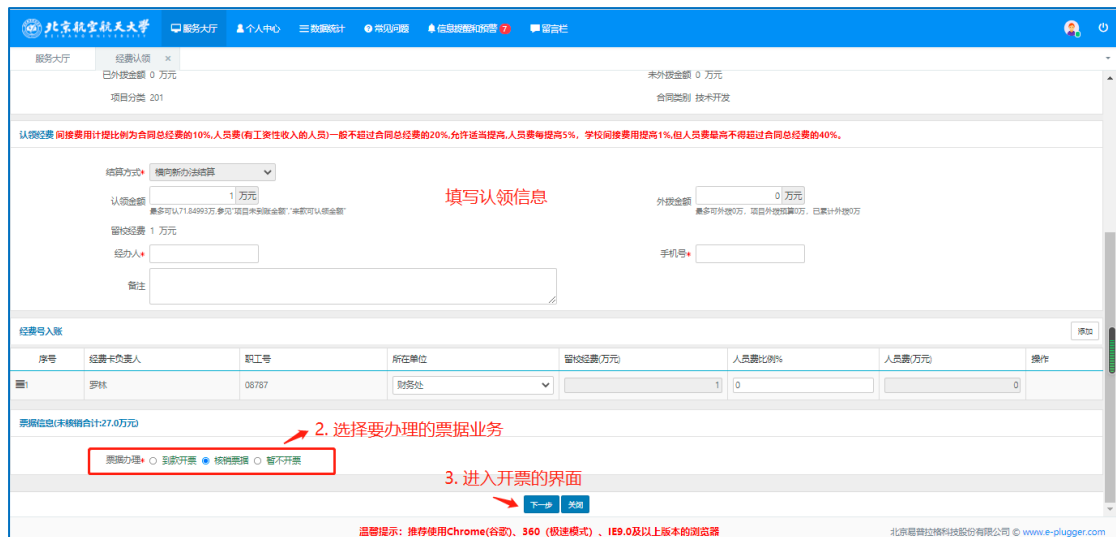 北京航空航天大学 服务大厅 个人中心 数据统计 常见问题 信息提醒和预警 7 留言栏
BEIHANG UNIVERSITY
服务大厅 经费认领 ×
已外拨金额 0 万元 未外拨金额 0 万元
项目分类 201 合同类别 技术开发
认领经费 间接费用计提比例为合同总经费的10%,人员费(有工资性收入的人员)一般不超过合同总经费的20%,允许适当提高,人员费每提高5%，学校间接费用提高1%,但人员费最高不得超过合同总经费的40%。
结算方式* 横向新办法结算
认领金额 1 万元 填写认领信息 外拨金额 0 万元
最多可认71.84993万,参见"项目未到账金额","来款可认领金额" 最多可外拨0万，项目外拨预算0万，已累计外拨0万
留校经费 1 万元
经办人* 手机号*
备注
经费号入账 添加
序号 经费卡负责人 职工号 所在单位 留校经费(万元) 人员费比例% 人员费(万元) 操作
1 罗林 08787 财务处 1 0 0
票据信息(未核销合计:27.0万元)
2. 选择要办理的票据业务
票据办理* 到款开票 核销票据 暂不开票
3. 进入开票的界面
下一步 关闭
温馨提示：推荐使用Chrome(谷歌)、360（极速模式）、IE9.0及以上版本的浏览器 北京易普拉格科技股份有限公司 © www.e-plugger.com